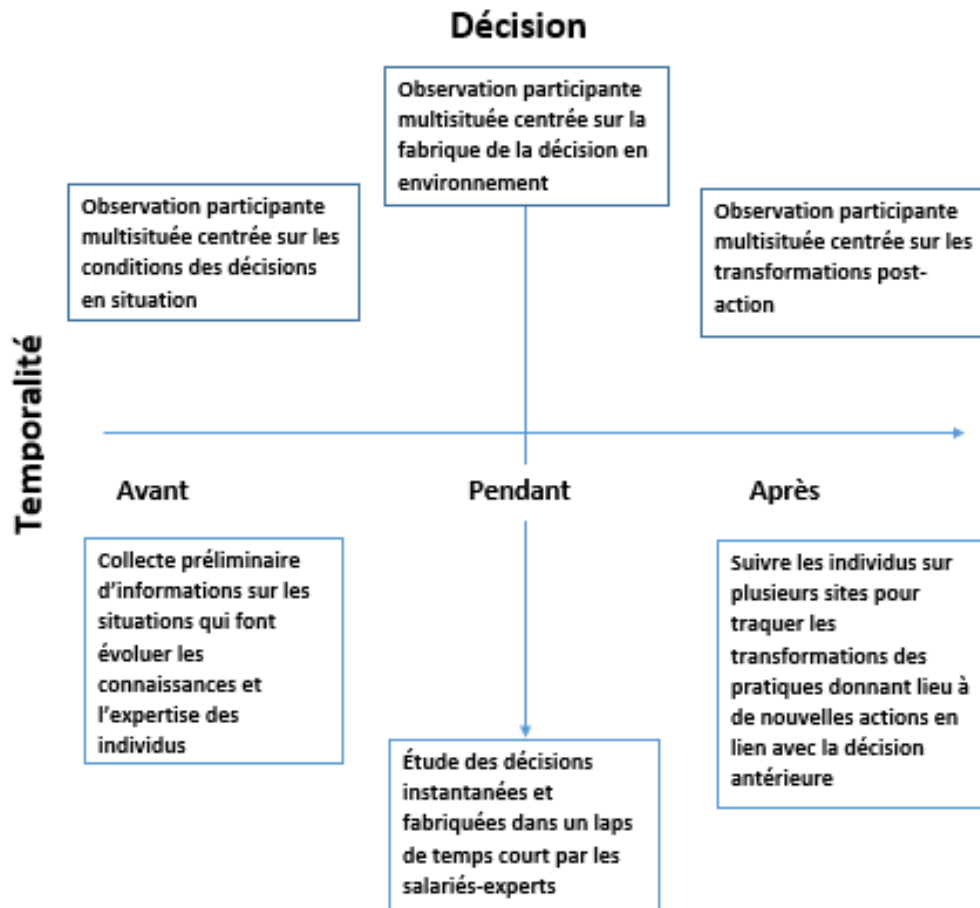 Décision
Observation participante
multisituée centrée sur la
fabrique de la décision en
environnement
Observation participante
multisituée centrée sur les
conditions des décisions
en situation
Observation participante
multisituée centrée sur les
transformations post-
action
Temporalité
Avant
Pendant
Après
Collecte préliminaire
d'informations sur les
situations qui font
évoluer les
connaissances et
l'expertise des
individus
Étude des décisions
instantanées et
fabriquées dans un laps
de temps court par les
salariés-experts
Suivre les individus sur
plusieurs sites pour
traquer les
transformations des
pratiques donnant lieu à
de nouvelles actions en
lien avec la décision
antérieure